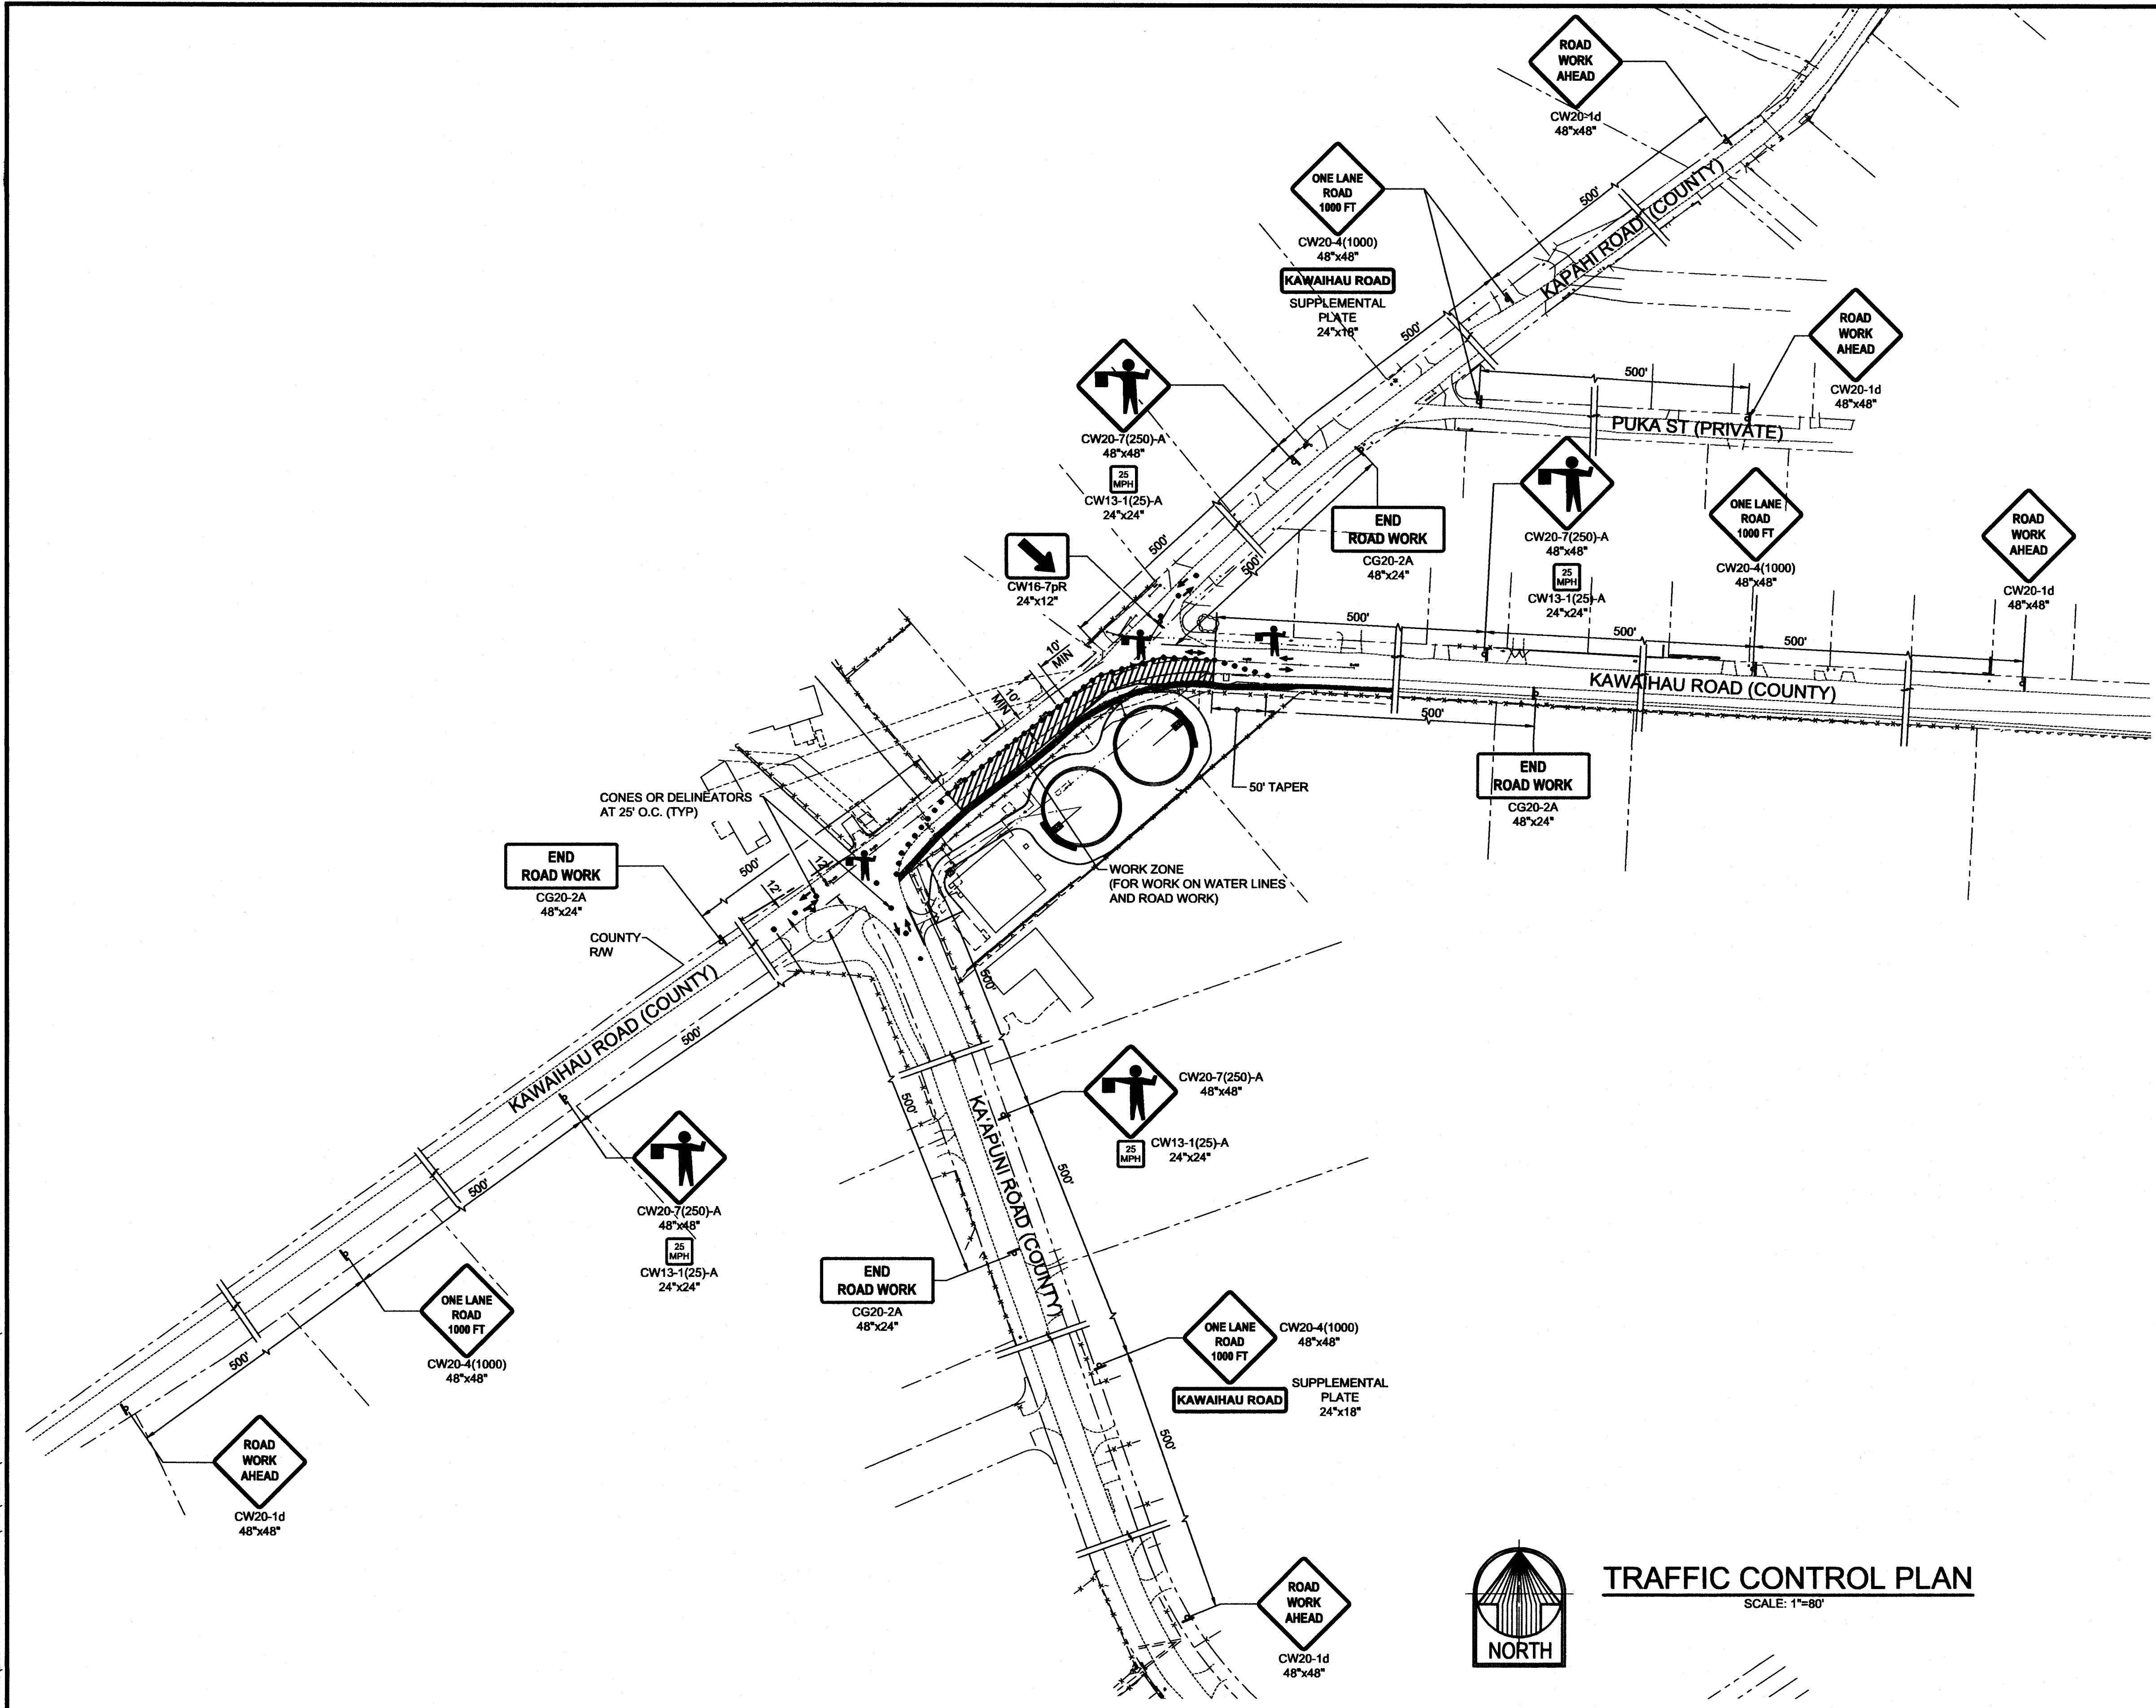 ROAD
WORK
AHEAD
CW20-1d
48"x48"
ONE LANE
ROAD
1000 FT
CW20-4(1000)
48"x48"
KAWAIHAU ROAD
SUPPLEMENTAL
PLATE
24"x18"
500'
KAPAHI ROAD (COUNTY)
500'
ROAD
WORK
AHEAD
CW20-1d
48"x48"
500'
PUKA ST (PRIVATE)
CW20-7(250)-A
48"x48"
25
MPH
CW13-1(25)-A
24"x24"
500'
500'
END
ROAD WORK
CG20-2A
48"x24"
CW16-7pR
24"x12"
CW20-7(250)-A
48"x48"
25
MPH
CW13-1(25)-A
24"x24"
ONE LANE
ROAD
1000 FT
CW20-4(1000)
48"x48"
ROAD
WORK
AHEAD
CW20-1d
48"x48"
500'
500'
500'
10'
MIN
10'
MIN
KAWAIHAU ROAD (COUNTY)
500'
END
ROAD WORK
CG20-2A
48"x24"
50' TAPER
CONES OR DELINEATORS
AT 25' O.C. (TYP)
WORK ZONE
(FOR WORK ON WATER LINES
AND ROAD WORK)
END
ROAD WORK
CG20-2A
48"x24"
500'
12'
12'
COUNTY
R/W
KAWAIHAU ROAD (COUNTY)
500'
500'
500'
CW20-7(250)-A
48"x48"
25
MPH
CW13-1(25)-A
24"x24"
KA'APUNI ROAD (COUNTY)
500'
CW20-7(250)-A
48"x48"
25
MPH
CW13-1(25)-A
24"x24"
500'
ONE LANE
ROAD
1000 FT
CW20-4(1000)
48"x48"
500'
END
ROAD WORK
CG20-2A
48"x24"
ONE LANE
ROAD
1000 FT
CW20-4(1000)
48"x48"
KAWAIHAU ROAD
SUPPLEMENTAL
PLATE
24"x18"
500'
ROAD
WORK
AHEAD
CW20-1d
48"x48"
ROAD
WORK
AHEAD
CW20-1d
48"x48"
NORTH
TRAFFIC CONTROL PLAN
SCALE: 1"=80'